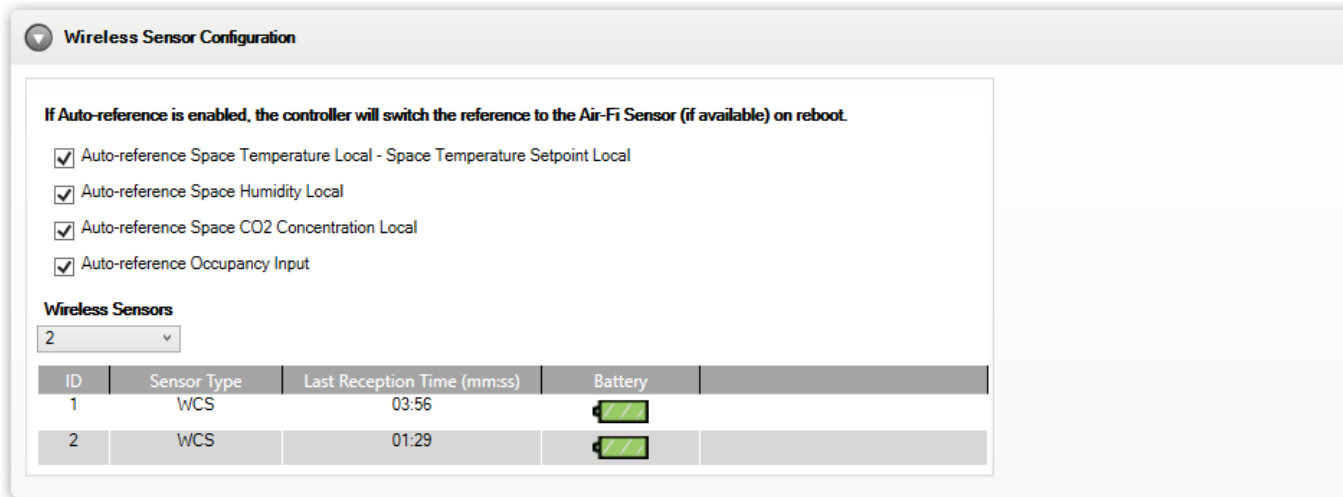 Wireless Sensor Configuration
If Auto-reference is enabled, the controller will switch the reference to the Air-Fi Sensor (if available) on reboot.
Auto-reference Space Temperature Local - Space Temperature Setpoint Local
Auto-reference Space Humidity Local
Auto-reference Space CO2 Concentration Local
Auto-reference Occupancy Input
Wireless Sensors
2
ID Sensor Type Last Reception Time (mm:ss) Battery
1 WCS 03:56
2 WCS 01:29